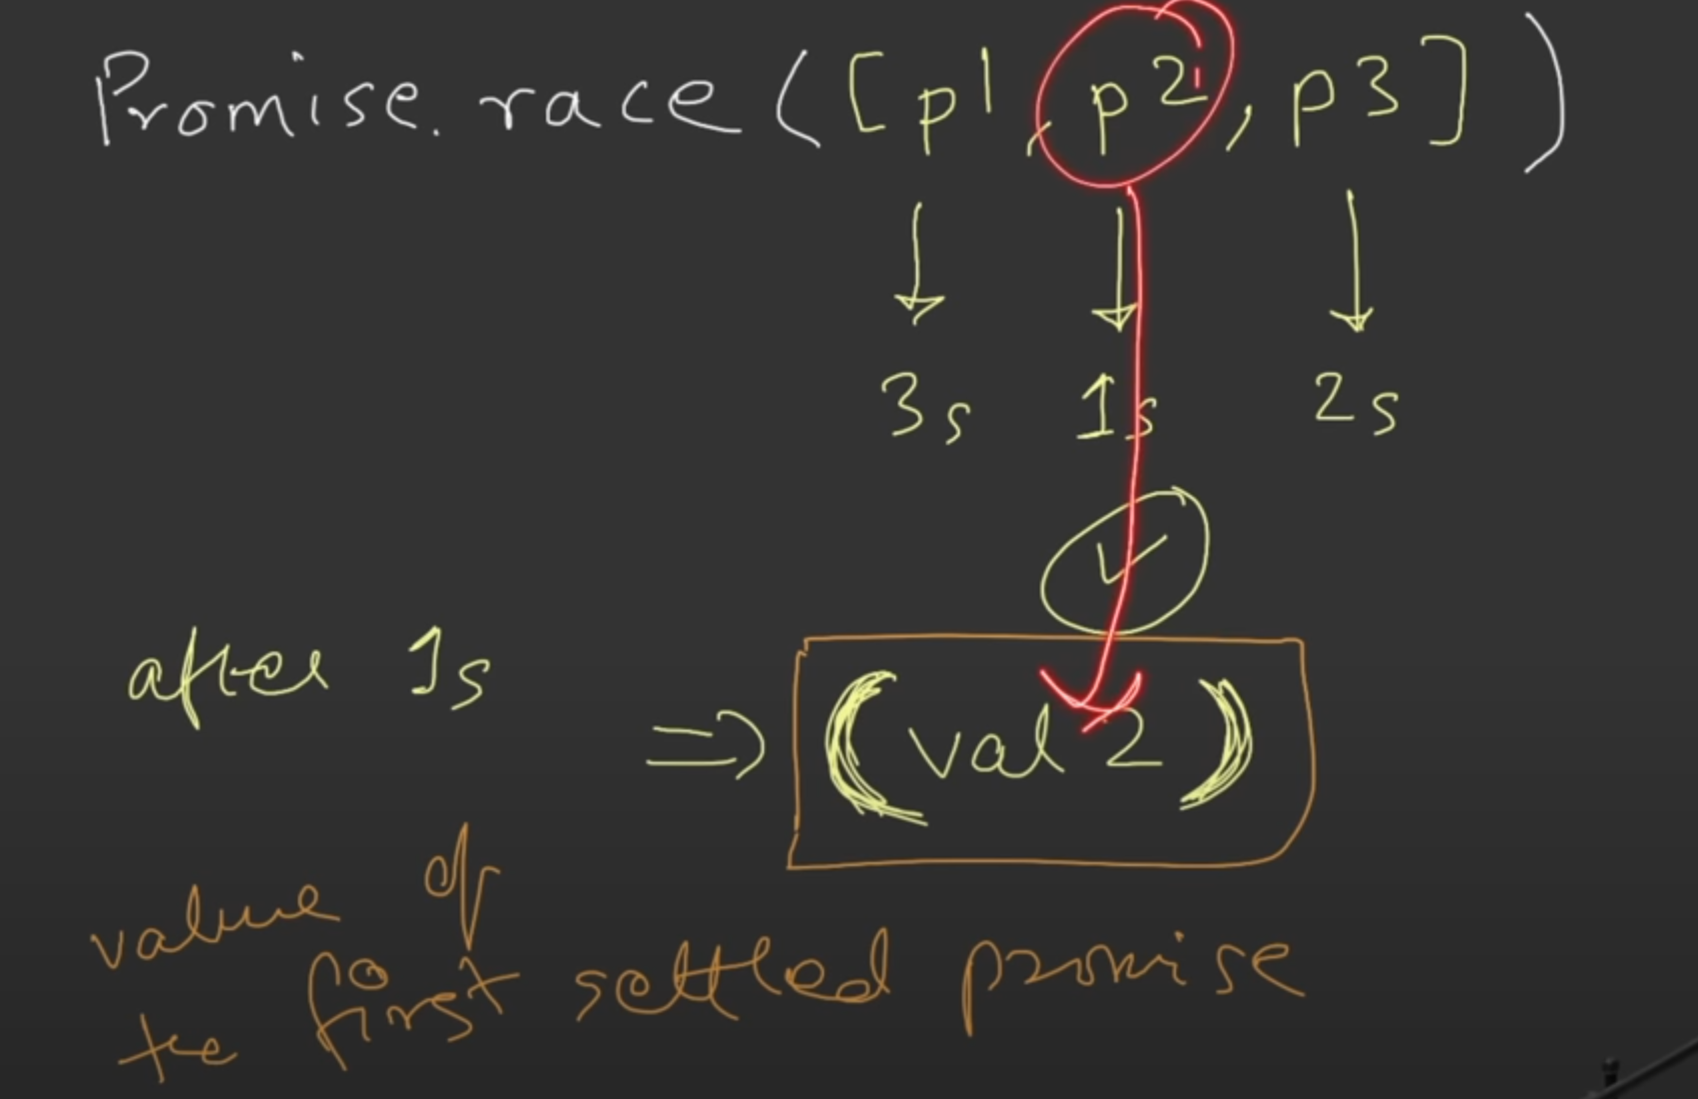 Promise.race([p1, p2, p3])
3s 1s 2s
after 1s
=> (val 2)
value of
the first settled promise